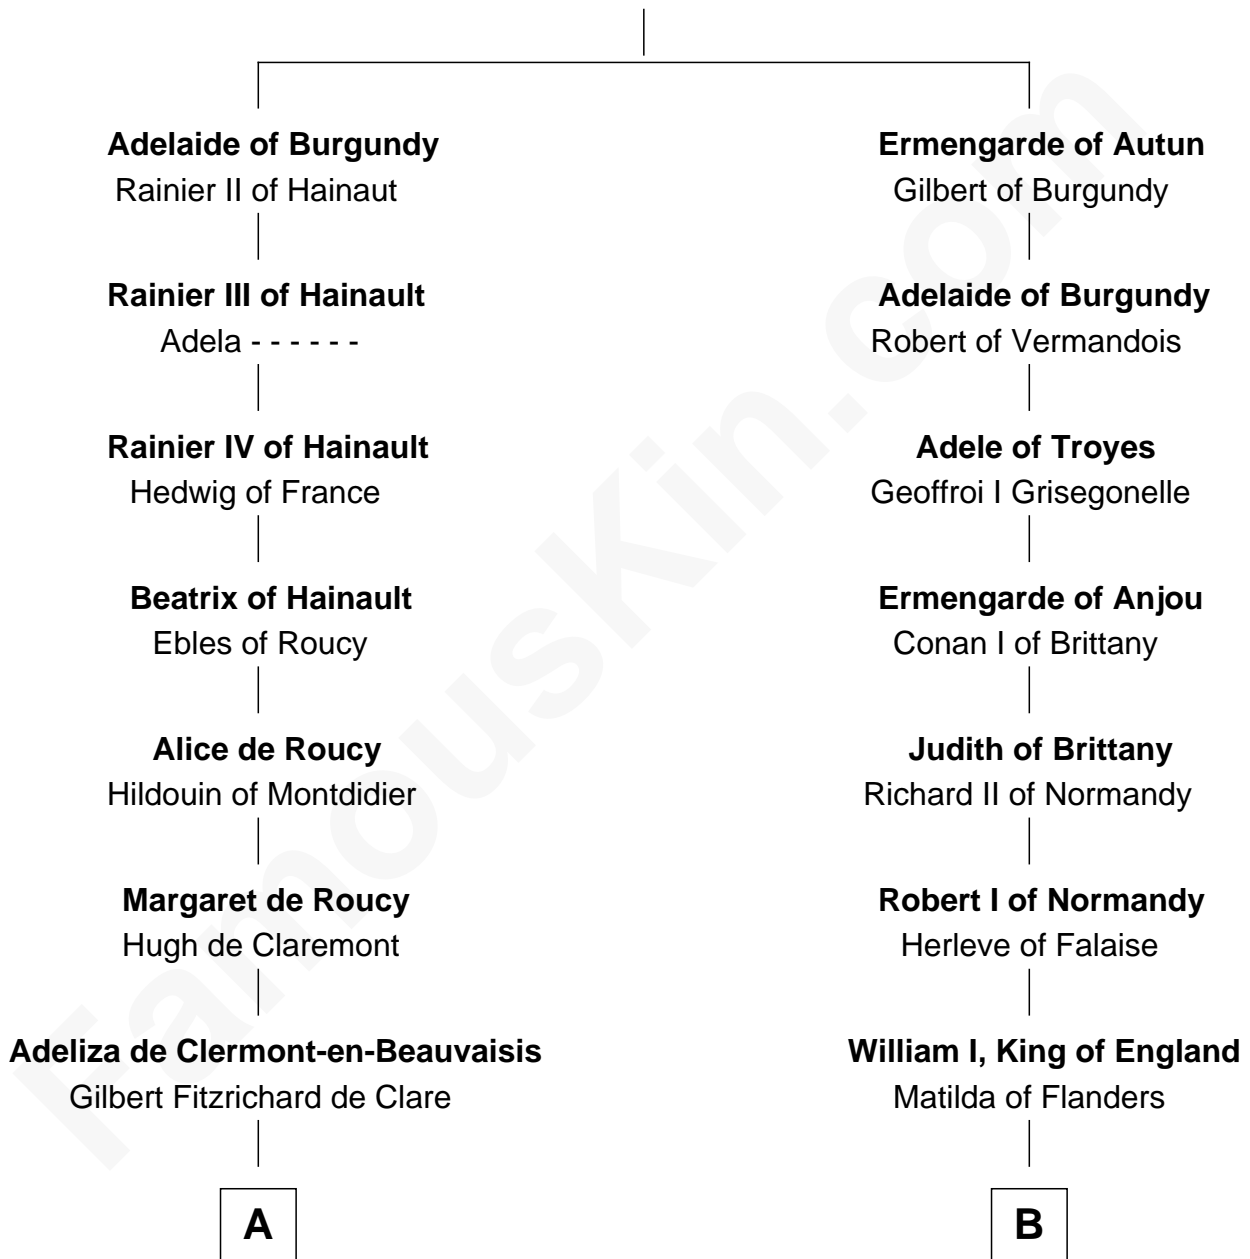 Adelaide of Burgundy
Rainier II of Hainaut
Ermengarde of Autun
Gilbert of Burgundy
Rainier III of Hainault
Adela - - - - - -
Adelaide of Burgundy
Robert of Vermandois
Rainier IV of Hainault
Hedwig of France
Adele of Troyes
Geoffroi I Grisegonelle
Beatrix of Hainault
Ebles of Roucy
Ermengarde of Anjou
Conan I of Brittany
Alice de Roucy
Hildouin of Montdidier
Judith of Brittany
Richard II of Normandy
Margaret de Roucy
Hugh de Claremont
Robert I of Normandy
Herleve of Falaise
Adeliza de Clermont-en-Beauvaisis
Gilbert Fitzrichard de Clare
William I, King of England
Matilda of Flanders
A
B
FamousKin.com